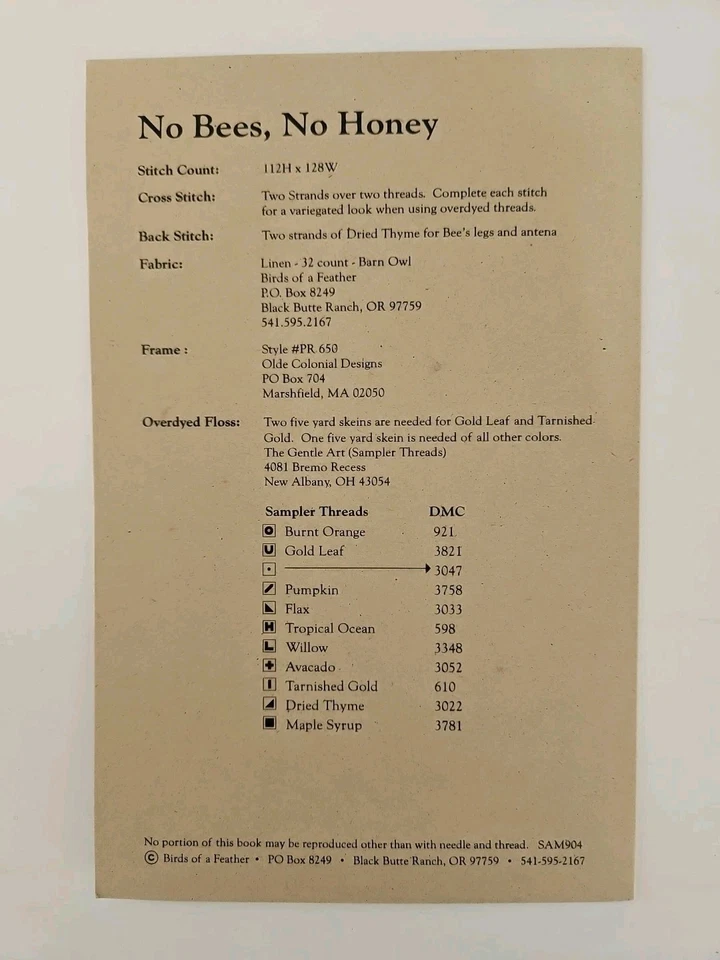 No Bees, No Honey
Stitch Count: 112H x 128W
Cross Stitch: Two Strands over two threads. Complete each stitch
for a variegated look when using overdyed threads.
Back Stitch: Two strands of Dried Thyme for Bee's legs and antena
Fabric: Linen - 32 count - Barn Owl
Birds of a Feather
P.O. Box 8249
Black Butte Ranch, OR 97759
541.595.2167
Frame : Style #PR 650
Olde Colonial Designs
PO Box 704
Marshfield, MA 02050
Overdyed Floss: Two five yard skeins are needed for Gold Leaf and Tarnished
Gold. One five yard skein is needed of all other colors.
The Gentle Art (Sampler Threads)
4081 Bremo Recess
New Albany, OH 43054
Sampler Threads DMC
Burnt Orange 921
Gold Leaf 3821
3047
Pumpkin 3758
Flax 3033
Tropical Ocean 598
Willow 3348
Avacado 3052
Tarnished Gold 610
Dried Thyme 3022
Maple Syrup 3781
No portion of this book may be reproduced other than with needle and thread. SAM904
© Birds of a Feather • PO Box 8249 • Black Butte Ranch, OR 97759 • 541-595-2167